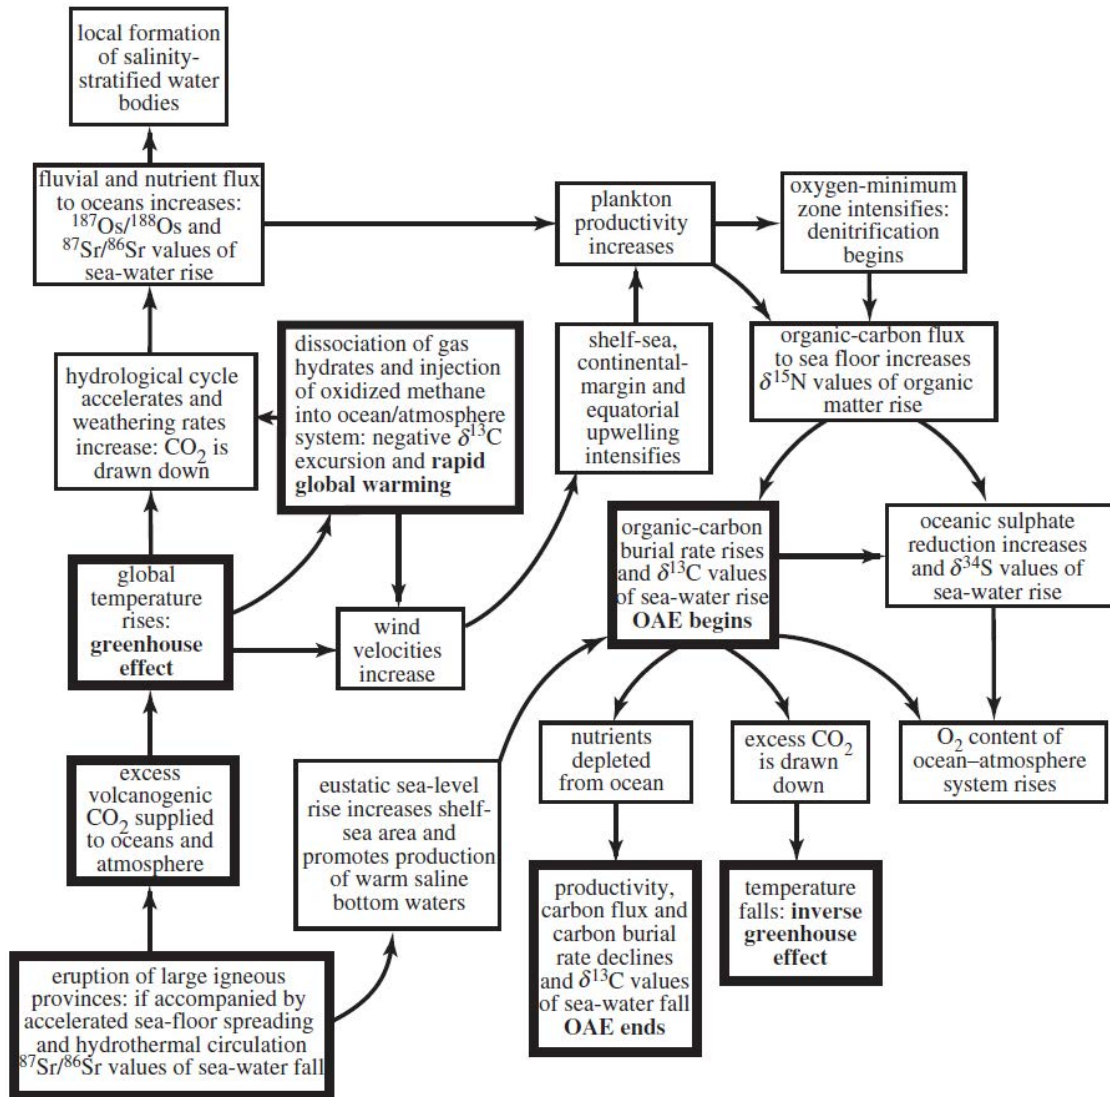 local formation
of salinity-
stratified water
bodies
fluvial and nutrient flux
to oceans increases:
¹⁸⁷Os/¹⁸⁸Os and
⁸⁷Sr/⁸⁶Sr values of
sea-water rise
plankton
productivity
increases
oxygen-minimum
zone intensifies:
denitrification
begins
hydrological cycle
accelerates and
weathering rates
increase: CO₂ is
drawn down
dissociation of gas
hydrates and injection
of oxidized methane
into ocean/atmosphere
system: negative δ¹³C
excursion and rapid
global warming
shelf-sea,
continental-
margin and
equatorial
upwelling
intensifies
organic-carbon flux
to sea floor increases
δ¹⁵N values of organic
matter rise
global
temperature
rises:
greenhouse
effect
wind
velocities
increase
organic-carbon
burial rate rises
and δ¹³C values
of sea-water rise
OAE begins
oceanic sulphate
reduction increases
and δ³⁴S values of
sea-water rise
excess
volcanogenic
CO₂ supplied
to oceans and
atmosphere
eustatic sea-level
rise increases shelf-
sea area and
promotes production
of warm saline
bottom waters
nutrients
depleted
from ocean
excess CO₂
is drawn
down
O₂ content of
ocean–atmosphere
system rises
productivity,
carbon flux and
carbon burial
rate declines
and δ¹³C values
of sea-water fall
OAE ends
temperature
falls: inverse
greenhouse
effect
eruption of large igneous
provinces: if accompanied by
accelerated sea-floor spreading
and hydrothermal circulation
⁸⁷Sr/⁸⁶Sr values of sea-water fall